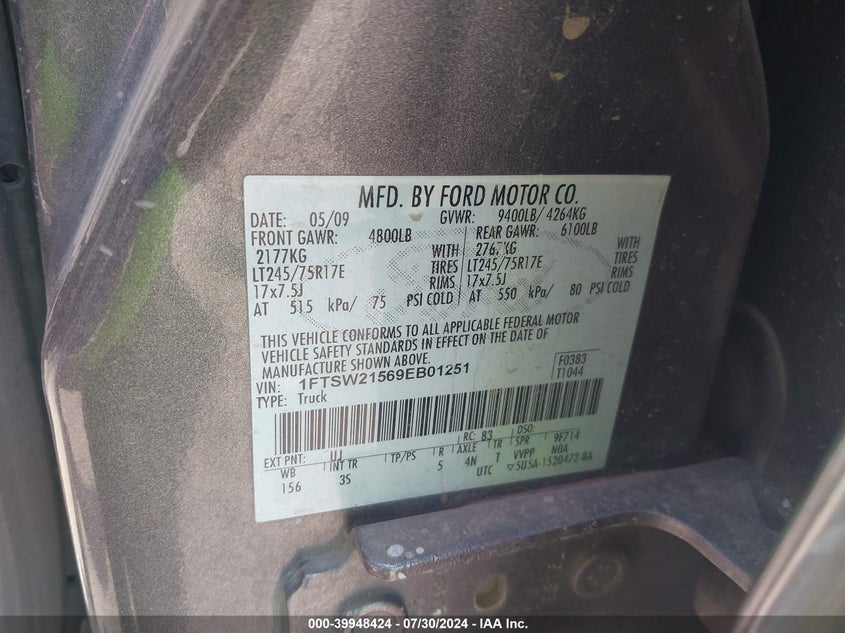 MFD. BY FORD MOTOR CO.
DATE: 05/09 GVWR: 9400LB/ 4264KG
FRONT GAWR: 4800LB REAR GAWR: 6100LB
2177KG WITH 2767KG WITH
LT245/75R17E TIRES LT245/75R17E TIRES
17x7.5J RIMS 17x7.5J RIMS
AT 515 kPa/ 75 PSI COLD AT 550 kPa/ 80 PSI COLD
THIS VEHICLE CONFORMS TO ALL APPLICABLE FEDERAL MOTOR
VEHICLE SAFETY STANDARDS IN EFFECT ON THE DATE OF
MANUFACTURE SHOWN ABOVE.
VIN: 1FTSW21569EB01251 F0383
TYPE: Truck T1044
RC: 83 DSO:
EXT PNT: UJ 9F714
WB INT TR TP/PS R AXLE TR SPR
156 3S 5 4N T VVPP NOA
UTC ▽5U5A-1520472-BA
000-39948424 - 07/30/2024 - IAA Inc.